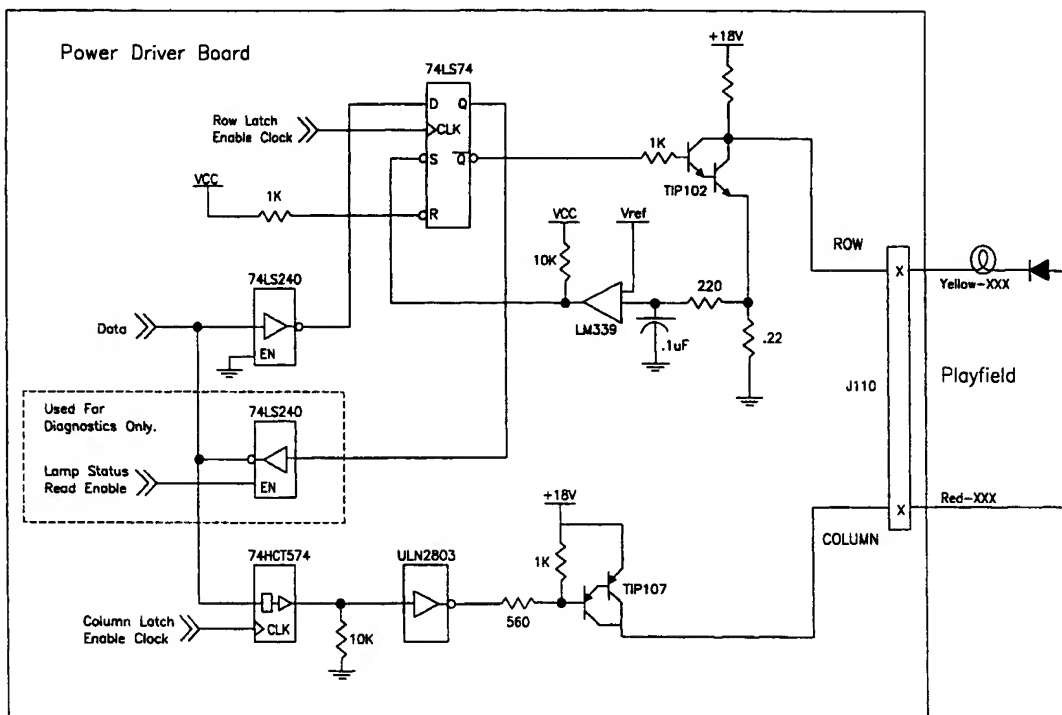 Power Driver Board
+18V
74LS74
D Q
Row Latch
Enable Clock
CLK
S Q
1K
TIP102
VCC
1K
R
VCC
Vref
10K
ROW
X
Yellow-XXX
74LS240
220
LM339
Data
.1uF
.22
EN
J110
Playfield
Used For
Diagnostics Only.
74LS240
Lamp Status
Read Enable
EN
+18V
X
Red-XXX
COLUMN
74HCT574
ULN2803
1K
TIP107
560
Column Latch
Enable Clock
CLK
10K